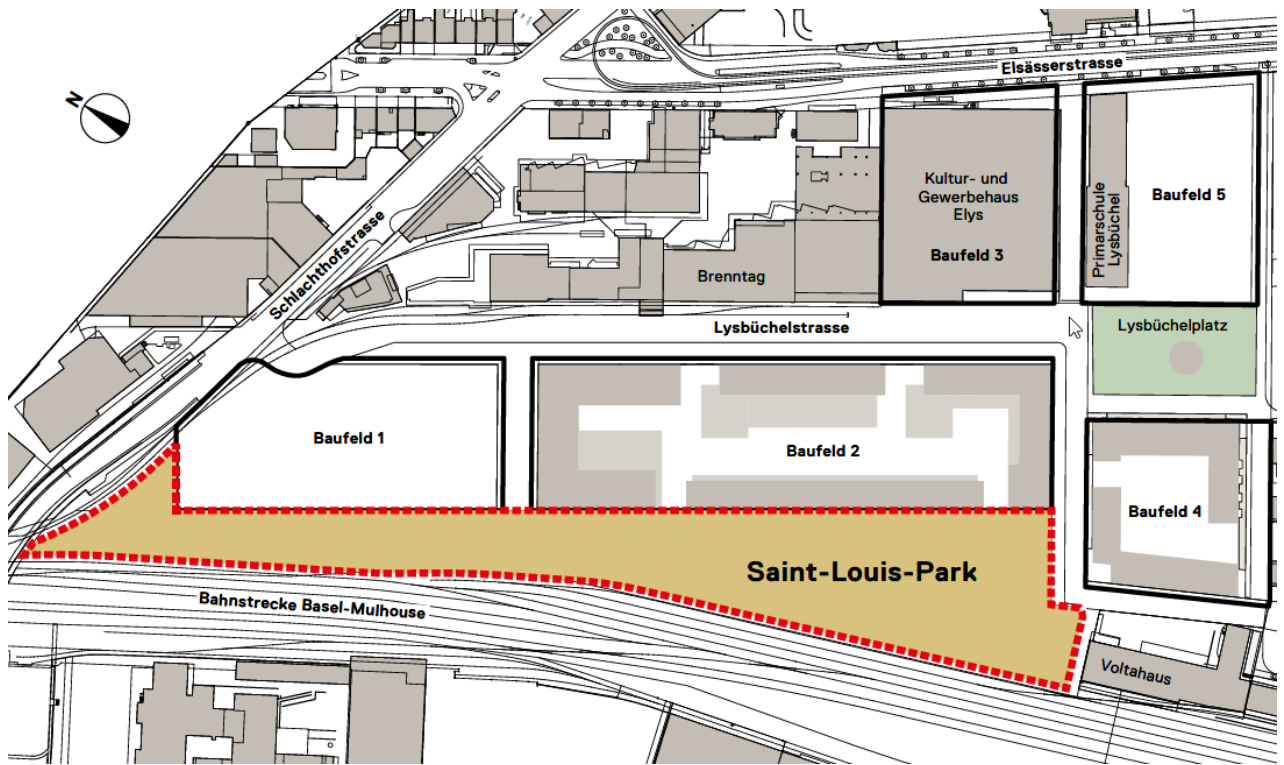 Elsässerstrasse
N
Kultur- und
Gewerbehaus
Elys
Baufeld 3
Primarschule
Lysbüchel
Baufeld 5
Schlachthofstrasse
Brenntag
Lysbüchelstrasse
Lysbüchelplatz
Baufeld 1
Baufeld 2
Baufeld 4
Saint-Louis-Park
Bahnstrecke Basel-Mulhouse
Voltahaus